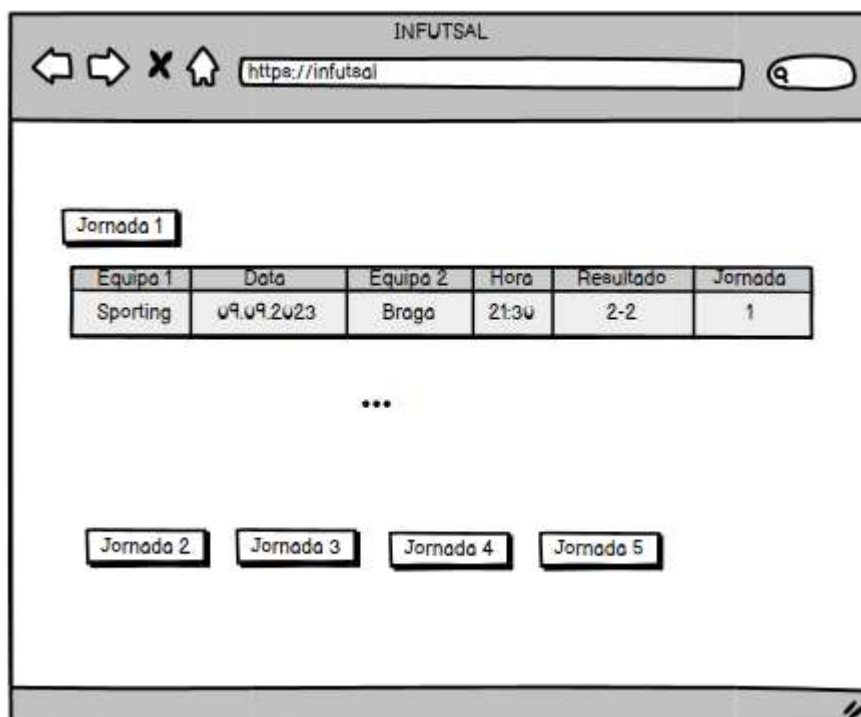 INFUTSAL
https://infutsal
Jornada 1
Equipa 1 Data Equipa 2 Hora Resultado Jornada
Sporting 09.09.2023 Braga 21:30 2-2 1
...
Jornada 2 Jornada 3 Jornada 4 Jornada 5